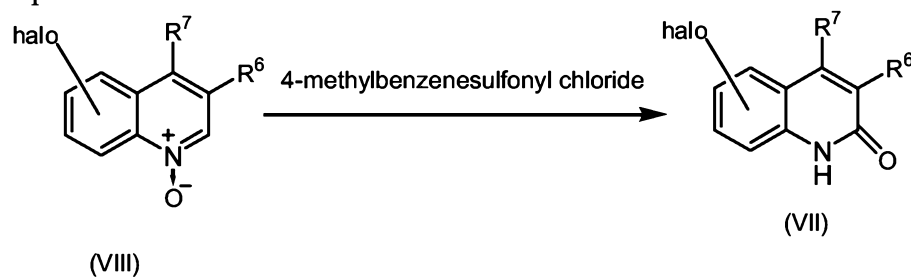 halo
R7
R6
N
+
O
−
(VIII)
4-methylbenzenesulfonyl chloride
halo
R7
R6
N
H
O
(VII)